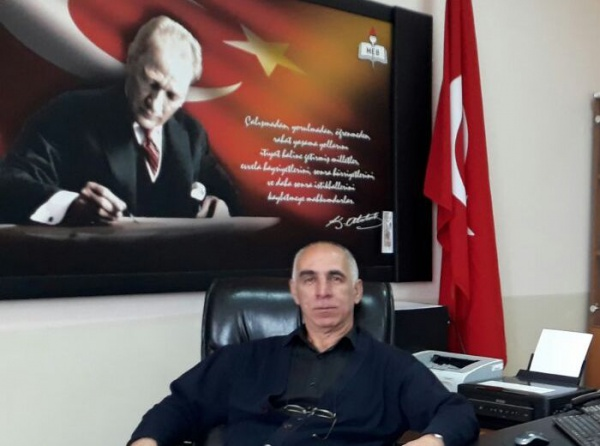 MEB
Çalışmadan, yorulmadan, öğrenmeden,
rahat yaşama yollarını
itiyat haline getirmiş milletler,
evvela haysiyetlerini, sonra hürriyetlerini,
ve daha sonra istikballerini
kaybetmeye mahkumdurlar.
K. Atatürk